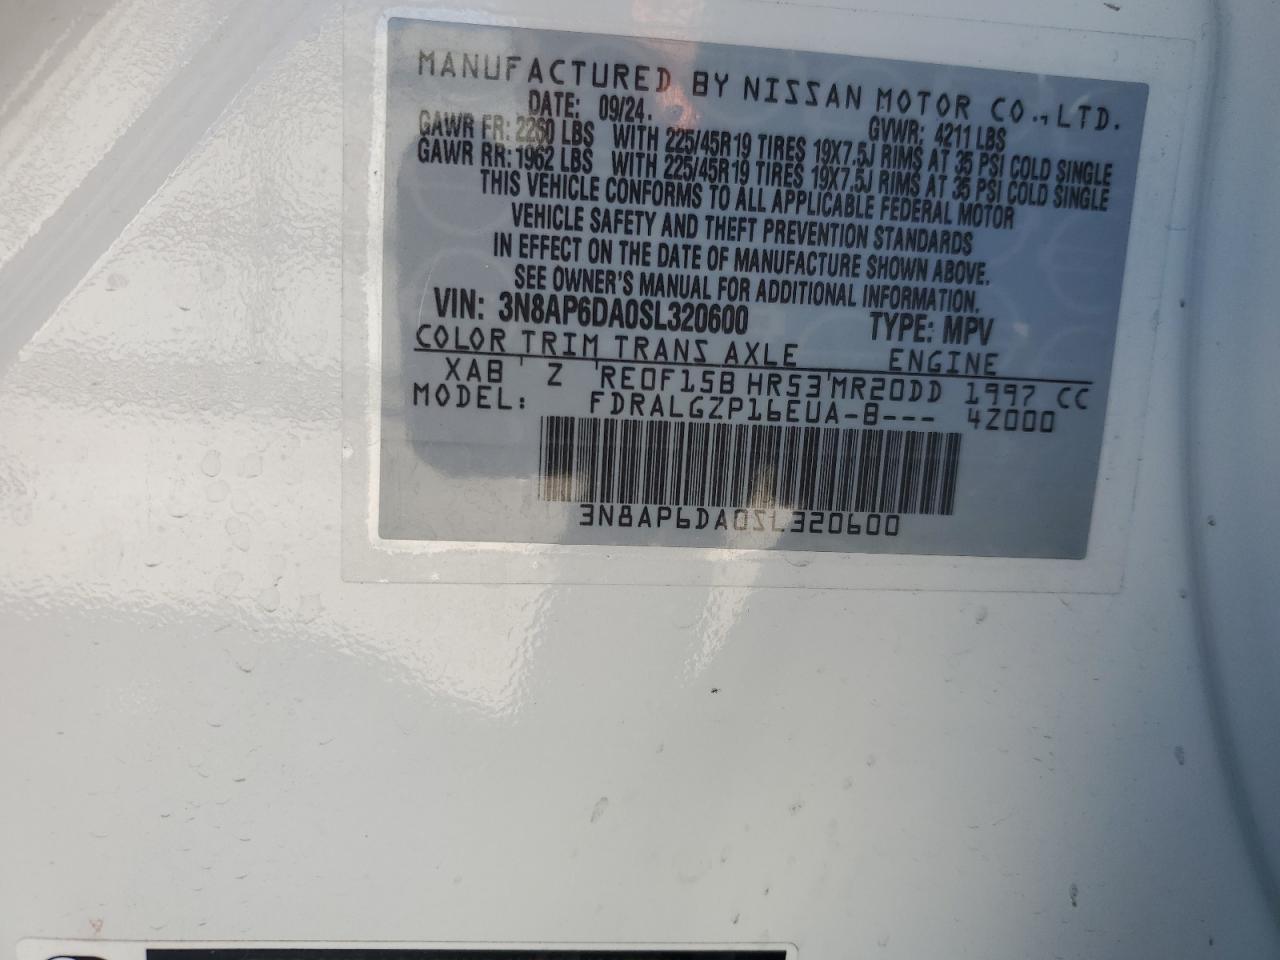 MANUFACTURED BY NISSAN MOTOR CO., LTD.
DATE: 09/24. GVWR: 4211 LBS
GAWR FR: 2260 LBS WITH 225/45R19 TIRES 19X7.5J RIMS AT 35 PSI COLD SINGLE
GAWR RR: 1962 LBS WITH 225/45R19 TIRES 19X7.5J RIMS AT 35 PSI COLD SINGLE
THIS VEHICLE CONFORMS TO ALL APPLICABLE FEDERAL MOTOR
VEHICLE SAFETY AND THEFT PREVENTION STANDARDS
IN EFFECT ON THE DATE OF MANUFACTURE SHOWN ABOVE.
SEE OWNER'S MANUAL FOR ADDITIONAL INFORMATION.
VIN: 3N8AP6DA0SL320600 TYPE: MPV
COLOR TRIM TRANS AXLE ENGINE
XAB Z RE0F15B HR53 MR20DD 1997 CC
MODEL: FDRALGZP16EUA-B--- 4Z000
3N8AP6DA0SL320600